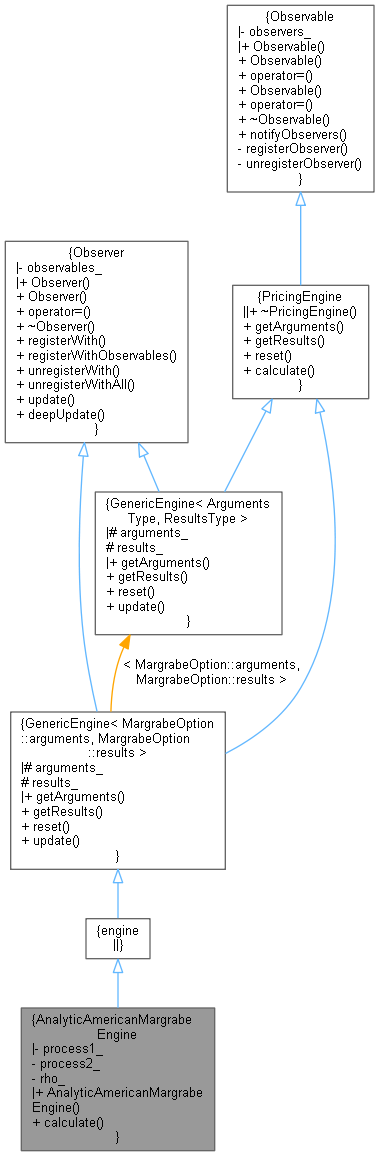 {Observable
|- observers_
|+ Observable()
+ Observable()
+ operator=()
+ Observable()
+ operator=()
+ ~Observable()
+ notifyObservers()
- registerObserver()
- unregisterObserver()
}
{Observer
|- observables_
|+ Observer()
+ Observer()
+ operator=()
+ ~Observer()
+ registerWith()
+ registerWithObservables()
+ unregisterWith()
+ unregisterWithAll()
+ update()
+ deepUpdate()
}
{PricingEngine
||+ ~PricingEngine()
+ getArguments()
+ getResults()
+ reset()
+ calculate()
}
{GenericEngine< Arguments
Type, ResultsType >
|# arguments_
# results_
|+ getArguments()
+ getResults()
+ reset()
+ update()
}
< MargrabeOption::arguments,
MargrabeOption::results >
{GenericEngine< MargrabeOption
::arguments, MargrabeOption
::results >
|# arguments_
# results_
|+ getArguments()
+ getResults()
+ reset()
+ update()
}
{engine
||}
{AnalyticAmericanMargrabe
Engine
|- process1_
- process2_
- rho_
|+ AnalyticAmericanMargrabe
Engine()
+ calculate()
}